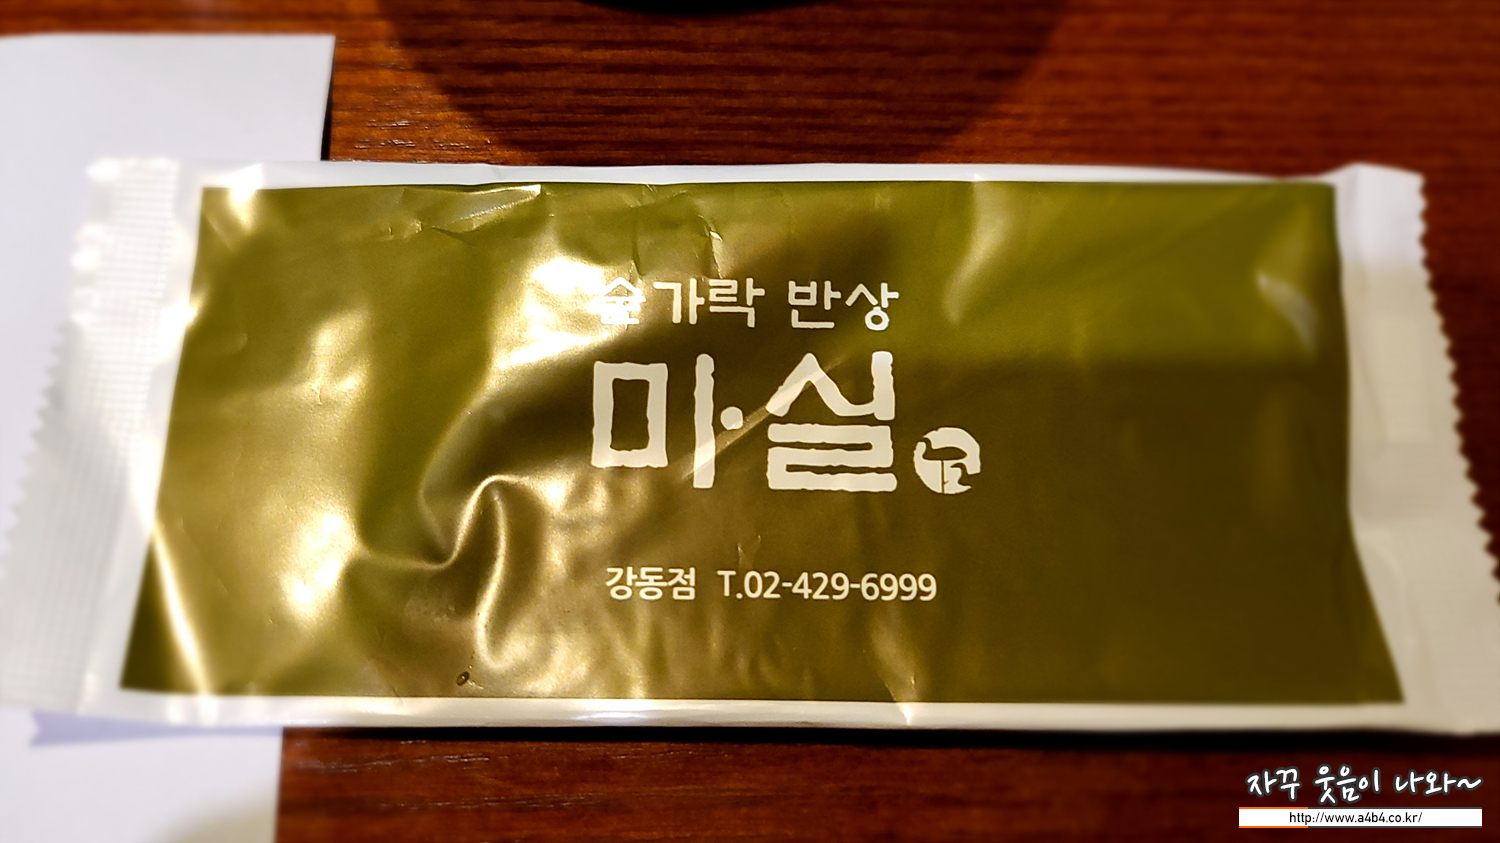 숟가락 반상
마·실
강동점 T.02-429-6999
자꾸 웃음이 나와~
http://www.a4b4.co.kr/